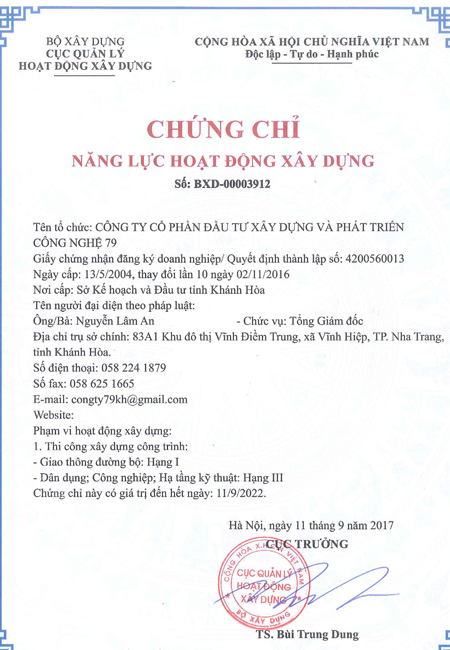 BỘ XÂY DỰNG
CỤC QUẢN LÝ
HOẠT ĐỘNG XÂY DỰNG
CỘNG HÒA XÃ HỘI CHỦ NGHĨA VIỆT NAM
Độc lập - Tự do - Hạnh phúc
CHỨNG CHỈ
NĂNG LỰC HOẠT ĐỘNG XÂY DỰNG
Số: BXD-00003912
Tên tổ chức: CÔNG TY CỔ PHẦN ĐẦU TƯ XÂY DỰNG VÀ PHÁT TRIỂN
CÔNG NGHỆ 79
Giấy chứng nhận đăng ký doanh nghiệp/ Quyết định thành lập số: 4200560013
Ngày cấp: 13/5/2004, thay đổi lần 10 ngày 02/11/2016
Nơi cấp: Sở Kế hoạch và Đầu tư tỉnh Khánh Hòa
Tên người đại diện theo pháp luật:
Ông/Bà: Nguyễn Lâm An - Chức vụ: Tổng Giám đốc
Địa chỉ trụ sở chính: 83A1 Khu đô thị Vĩnh Điềm Trung, xã Vĩnh Hiệp, TP. Nha Trang,
tỉnh Khánh Hòa.
Số điện thoại: 058 224 1879
Số fax: 058 625 1665
E-mail: congty79kh@gmail.com
Website:
Phạm vi hoạt động xây dựng:
1. Thi công xây dựng công trình:
- Giao thông đường bộ: Hạng I
- Dân dụng; Công nghiệp; Hạ tầng kỹ thuật: Hạng III
Chứng chỉ này có giá trị đến hết ngày: 11/9/2022.
Hà Nội, ngày 11 tháng 9 năm 2017
CỤC TRƯỞNG
CỘNG HÒA X.H.C.N VIỆT NAM
CỤC QUẢN LÝ
HOẠT ĐỘNG
XÂY DỰNG
BỘ XÂY DỰNG
TS. Bùi Trung Dung